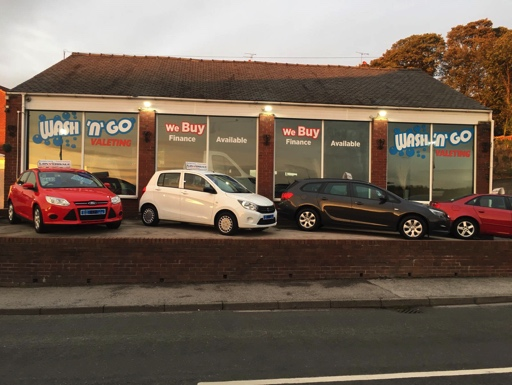 WASH 'N' GO
VALETING
We Buy
Finance
Available
We Buy
Finance
Available
WASH 'N' GO
VALETING